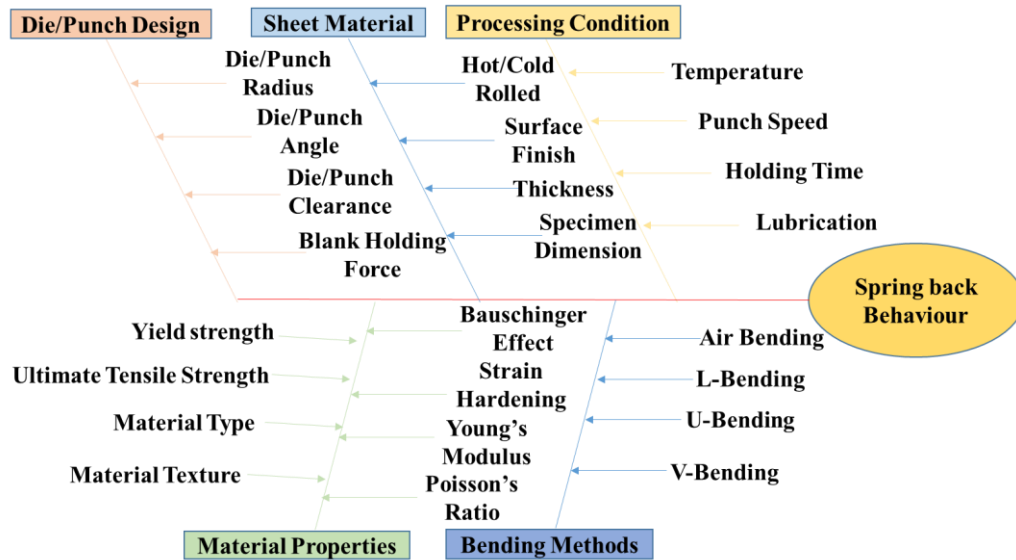 Die/Punch Design
Sheet Material
Processing Condition
Die/Punch
Radius
Die/Punch
Angle
Die/Punch
Clearance
Blank Holding
Force
Hot/Cold
Rolled
Surface
Finish
Thickness
Specimen
Dimension
Temperature
Punch Speed
Holding Time
Lubrication
Spring back
Behaviour
Yield strength
Ultimate Tensile Strength
Material Type
Material Texture
Bauschinger
Effect
Strain
Hardening
Young's
Modulus
Poisson's
Ratio
Air Bending
L-Bending
U-Bending
V-Bending
Material Properties
Bending Methods